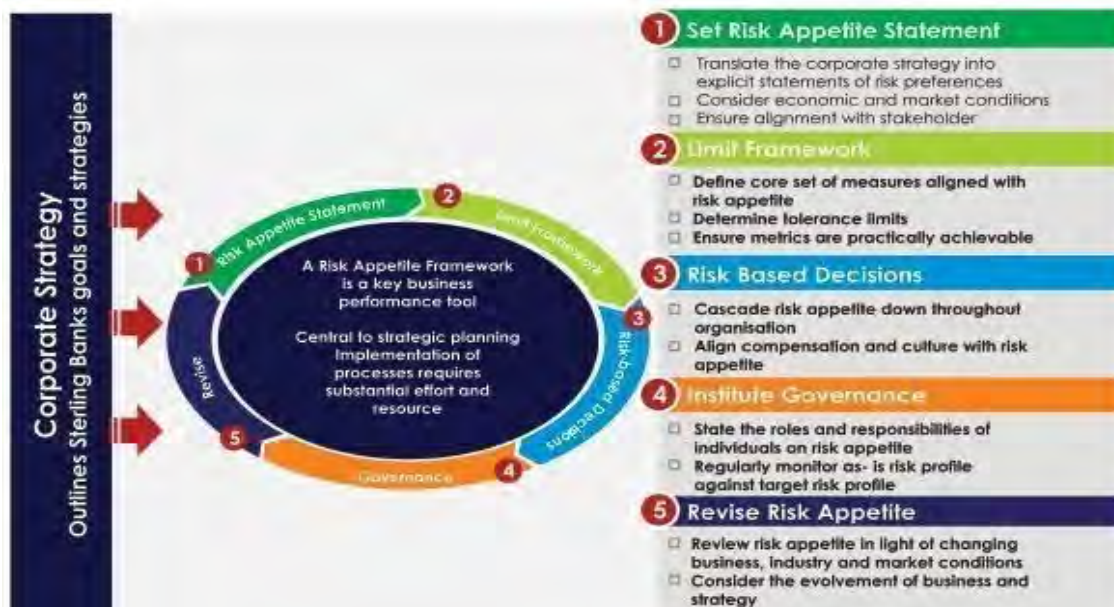 Corporate Strategy
Outlines Sterling Banks goals and strategies
1
Risk Appetite Statement
2
Limit Framework
3
Risk-based Decisions
4
Governance
5
Revise
A Risk Appetite Framework
is a key business
performance tool
Central to strategic planning
Implementation of
processes requires
substantial effort and
resource
1 Set Risk Appetite Statement
Translate the corporate strategy into
explicit statements of risk preferences
Consider economic and market conditions
Ensure alignment with stakeholder
2 Limit Framework
Define core set of measures aligned with
risk appetite
Determine tolerance limits
Ensure metrics are practically achievable
3 Risk Based Decisions
Cascade risk appetite down throughout
organisation
Align compensation and culture with risk
appetite
4 Institute Governance
State the roles and responsibilities of
individuals on risk appetite
Regularly monitor as- is risk profile
against target risk profile
5 Revise Risk Appetite
Review risk appetite in light of changing
business, industry and market conditions
Consider the evolvement of business and
strategy